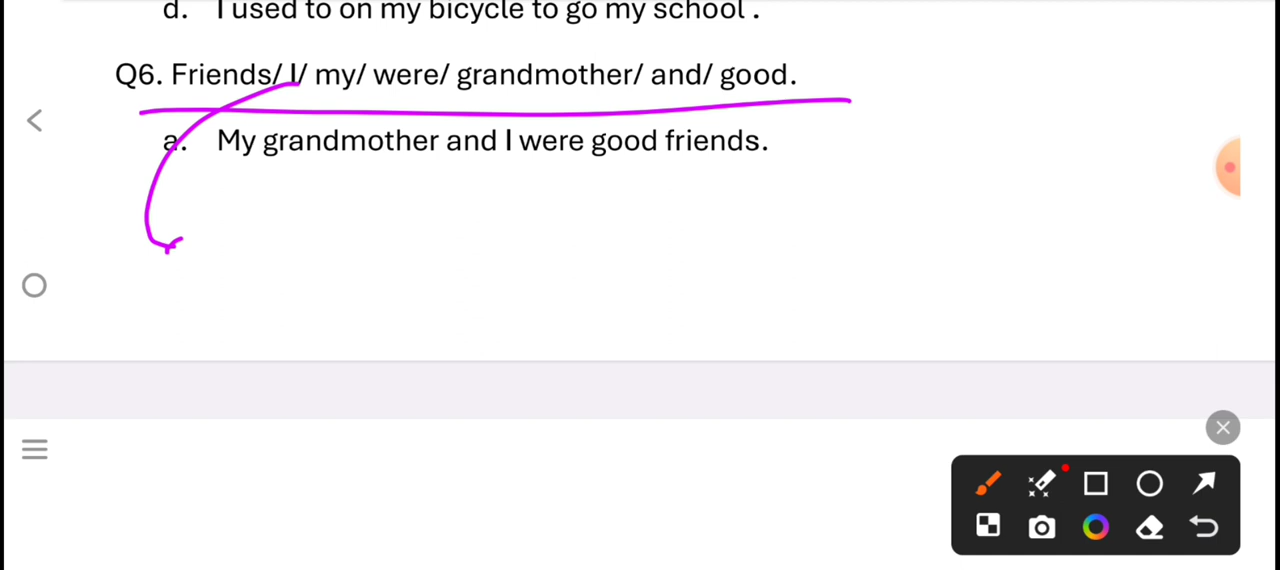 d. I used to on my bicycle to go my school .
Q6. Friends/ I/ my/ were/ grandmother/ and/ good.
a. My grandmother and I were good friends.